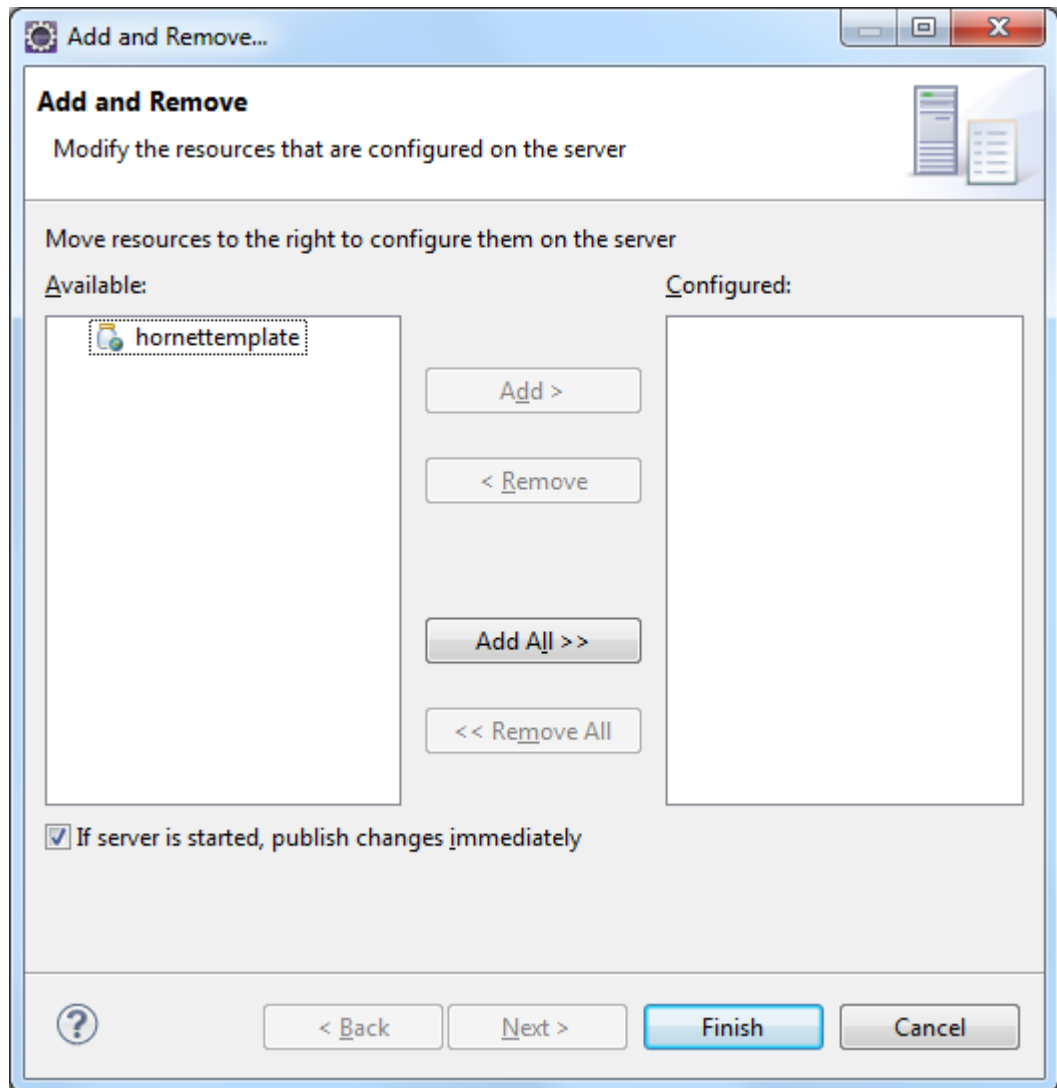 Add and Remove...
Add and Remove
Modify the resources that are configured on the server
Move resources to the right to configure them on the server
Available:
Configured:
hornettemplate
Add >
< Remove
Add All >>
<< Remove All
If server is started, publish changes immediately
?
< Back
Next >
Finish
Cancel